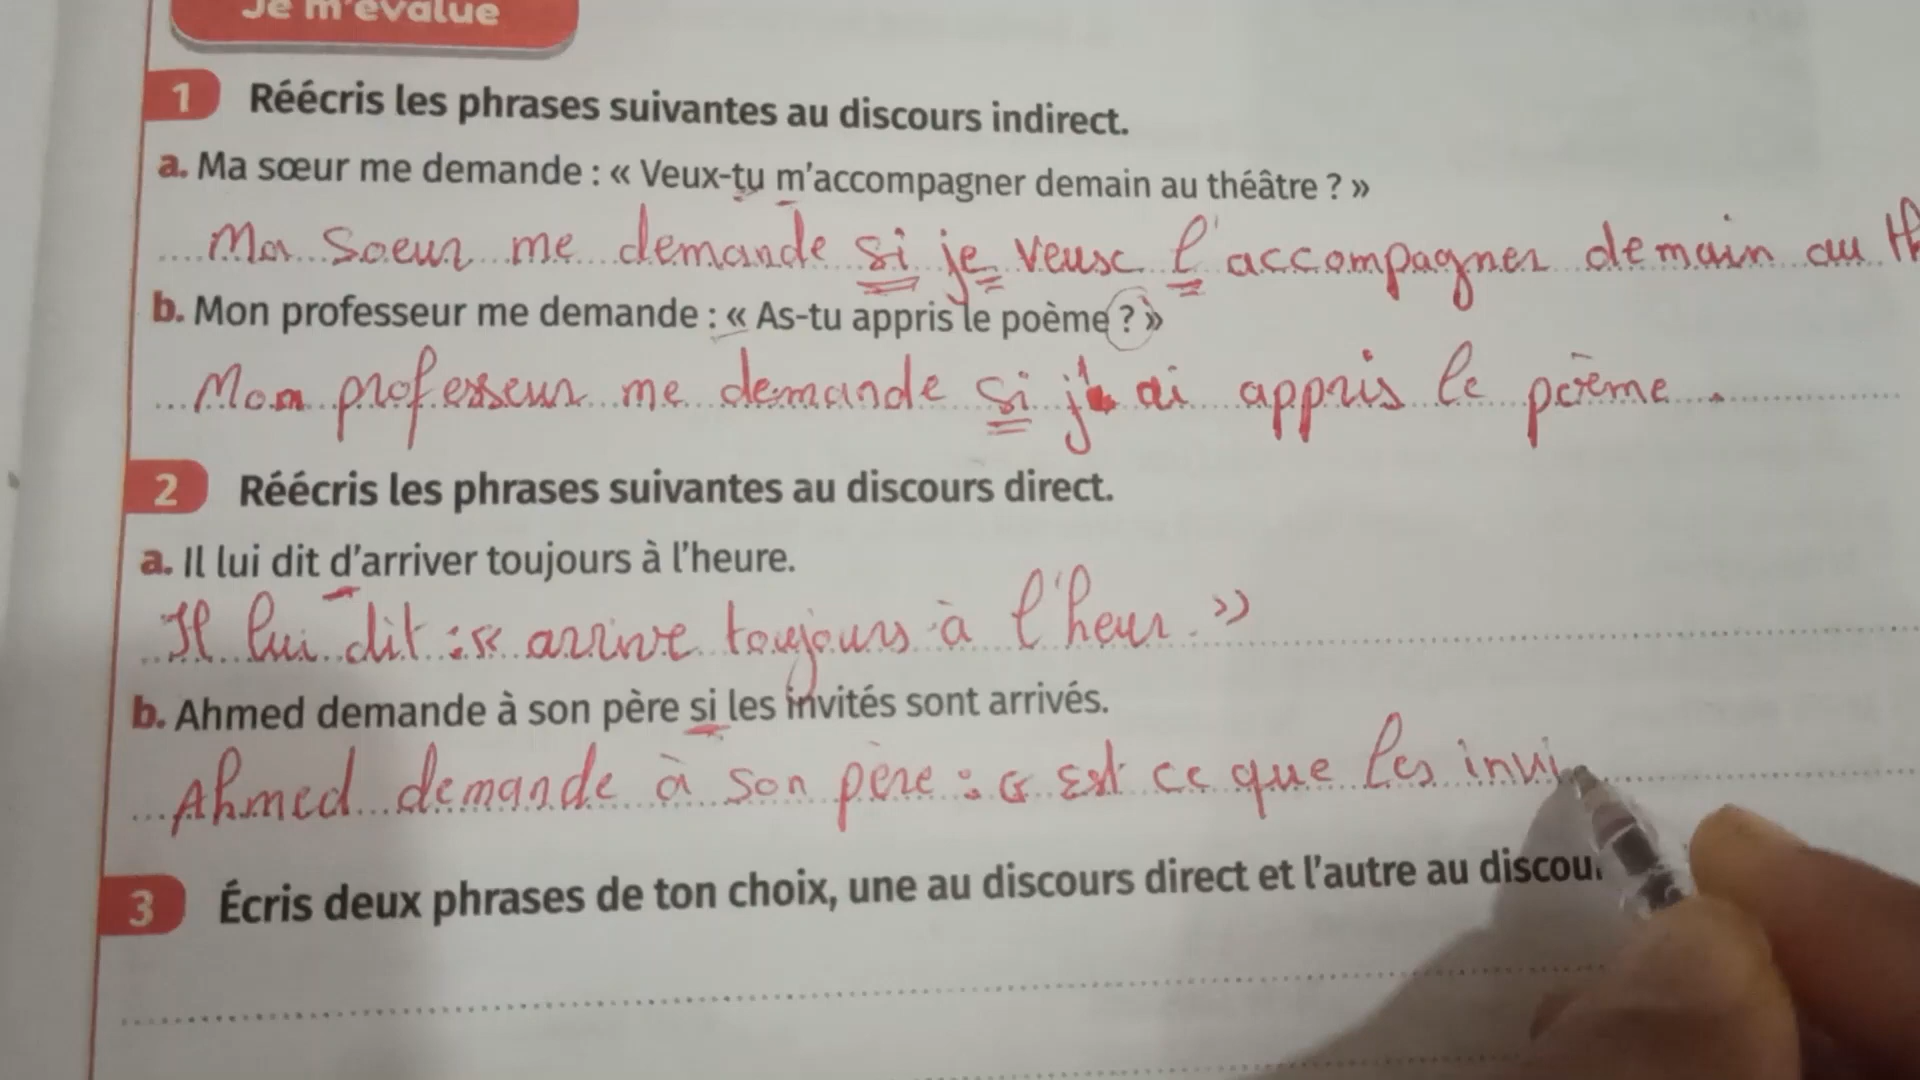 Je m'évalue
1 Réécris les phrases suivantes au discours indirect.
a. Ma sœur me demande : « Veux-tu m'accompagner demain au théâtre ? »
Ma soeur me demande si je veux l'accompagner demain au th
b. Mon professeur me demande : « As-tu appris le poème ? »
Mon professeur me demande si j'ai appris le poème.
2 Réécris les phrases suivantes au discours direct.
a. Il lui dit d'arriver toujours à l'heure.
Il lui dit : « arrive toujours à l'heur. »
b. Ahmed demande à son père si les invités sont arrivés.
Ahmed demande à son père : « Est ce que les invi
3 Écris deux phrases de ton choix, une au discours direct et l'autre au discou